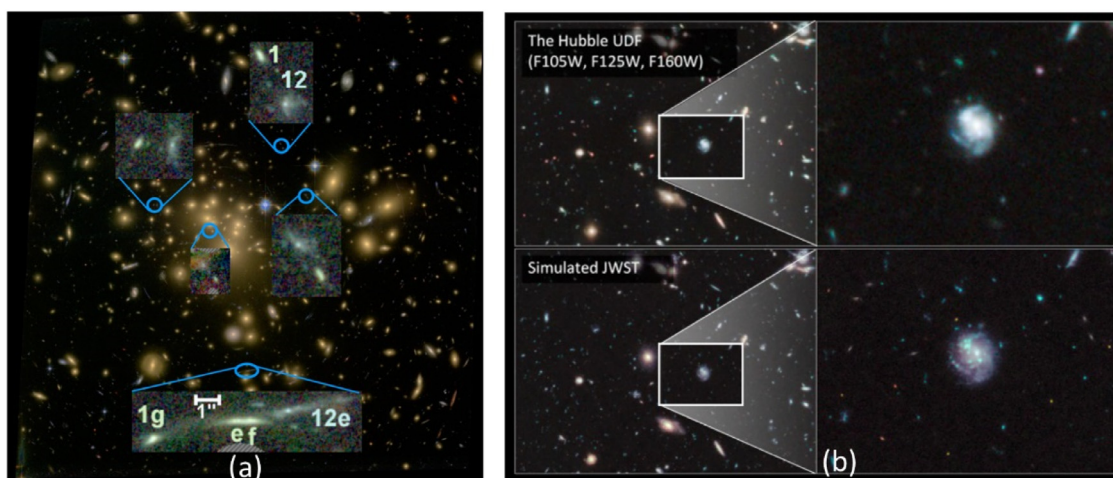 1
12
1"
1g
e f
12e
(a)
The Hubble UDF
(F105W, F125W, F160W)
Simulated JWST
(b)